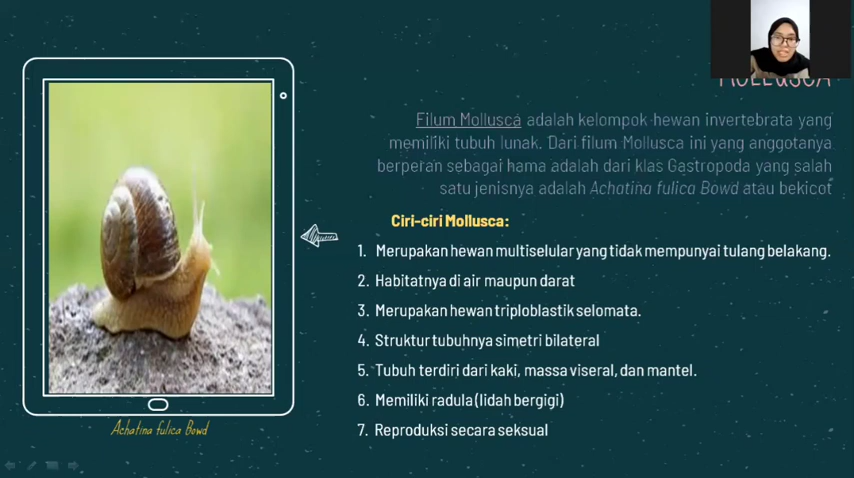 MOLLUSCA
Filum Mollusca adalah kelompok hewan invertebrata yang
memiliki tubuh lunak. Dari filum Mollusca ini yang anggotanya
berperan sebagai hama adalah dari klas Gastropoda yang salah
satu jenisnya adalah Achatina fulica Bowd atau bekicot
Ciri-ciri Mollusca:
1. Merupakan hewan multiselular yang tidak mempunyai tulang belakang.
2. Habitatnya di air maupun darat
3. Merupakan hewan triploblastik selomata.
4. Struktur tubuhnya simetri bilateral
5. Tubuh terdiri dari kaki, massa viseral, dan mantel.
6. Memiliki radula (lidah bergigi)
7. Reproduksi secara seksual
Achatina fulica Bowd